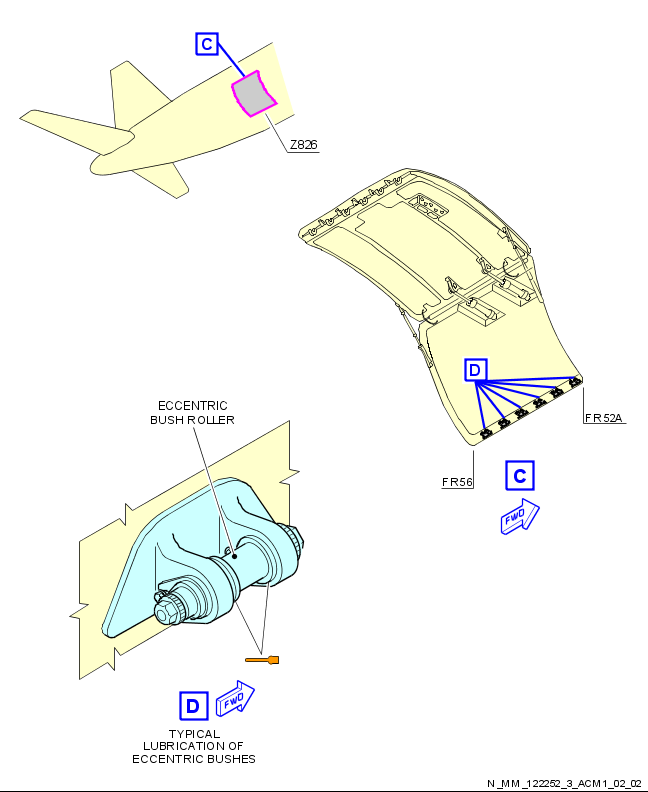 C
Z826
D
FR52A
FR56
C
FWD
ECCENTRIC
BUSH ROLLER
D
FWD
TYPICAL
LUBRICATION OF
ECCENTRIC BUSHES
N_MM_122252_3_ACM1_02_02